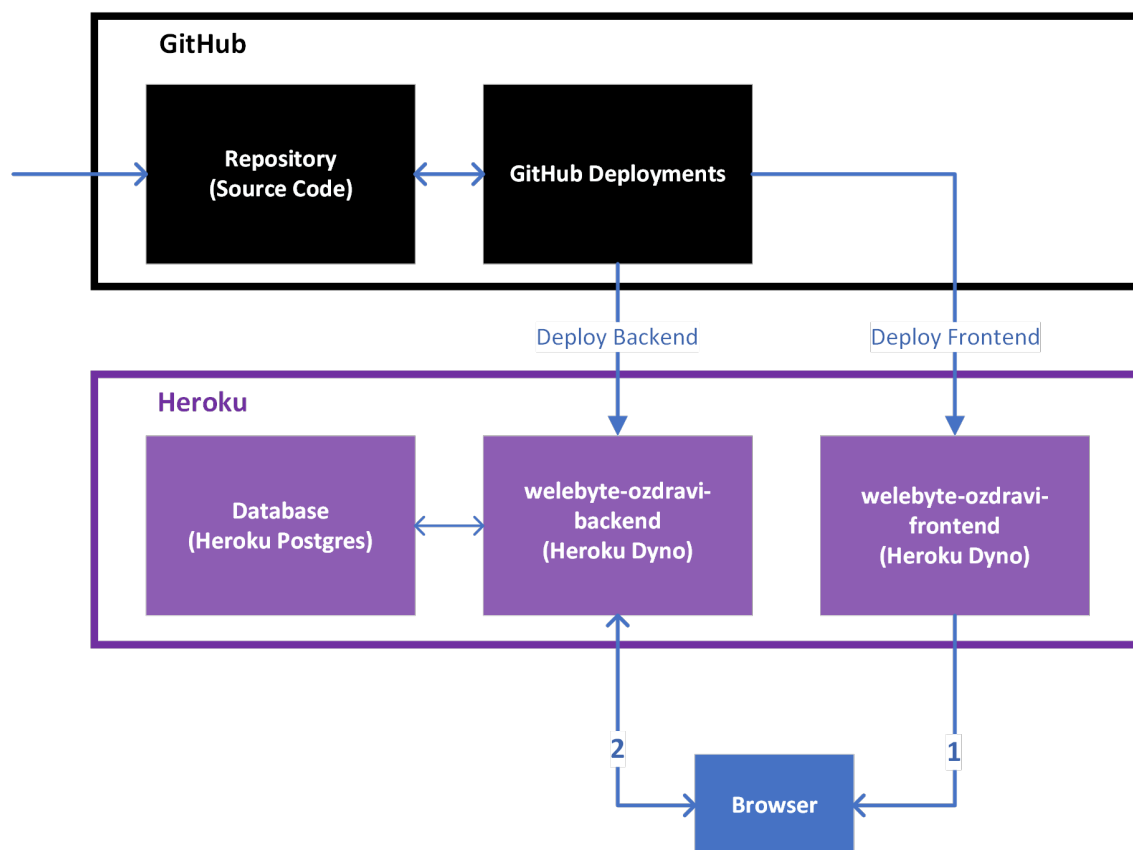 GitHub
Repository
(Source Code)
GitHub Deployments
Deploy Backend
Deploy Frontend
Heroku
Database
(Heroku Postgres)
welebyte-ozdravi-
backend
(Heroku Dyno)
welebyte-ozdravi-
frontend
(Heroku Dyno)
2
1
Browser